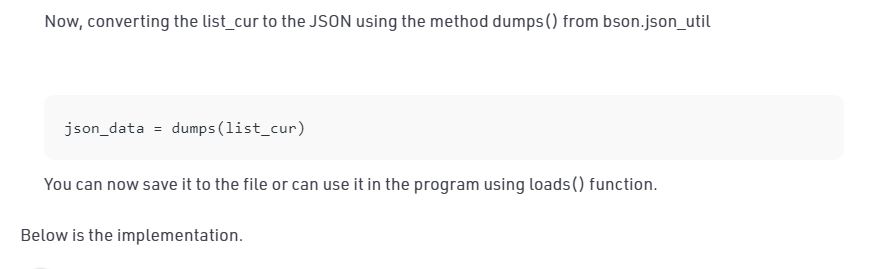 Now, converting the list_cur to the JSON using the method dumps() from bson.json_util
json_data = dumps(list_cur)
You can now save it to the file or can use it in the program using loads() function.
Below is the implementation.